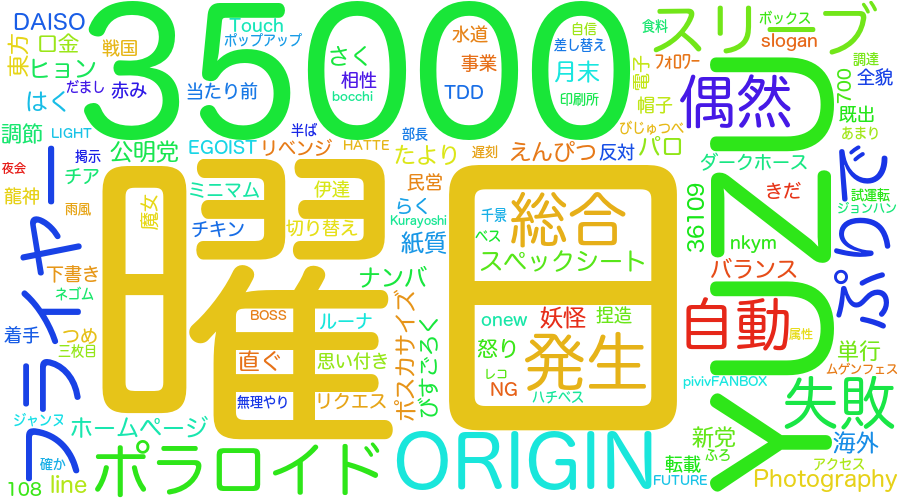 DAISO
35000
スリーブ
ボックス
食料
slogan
Touch
ポップアップ
自信
差し替え
東方
口金
戦国
ヒョン
だまし
赤み
はく
当たり前
さく
相性
bocchi
水道
事業
TDD
月末
印刷所
電子
ﾌｫﾛﾜｰ
帽子
偶然
700
調達
全貌
既出
あまり
調節
LIGHT
半ば
部長
びじゅつべ
夜会
掲示
公明党
EGOIST
リベンジ
HATTE
たより
遅刻
えんぴつ
反対
パロ
ダークホース
チア
龍神
雨風
魔女
ミニマム
伊達
民営
らく
Kurayoshi
千景
総合
36109
きだ
試運転
ジョンハン
チキン
切り替え
紙質
ベス
スペックシート
nkym
ぷりで
フライヤー
曜日
YUZU
下書き
ネゴム
ナンバ
バランス
BOSS
ルーナ
ポスカサイズ
onew
妖怪
捏造
自動
属性
着手
つめ
三枚目
直ぐ
思い付き
びすごろく
怒り
発生
レコ
NG
ハチベス
単行
ムゲンフェス
pivivFANBOX
無理やり
リクエス
失敗
ジャンヌ
ホームページ
ORIGIN
新党
ふろ
海外
確か
ポラロイド
転載
アクセス
FUTURE
Photography
108
line